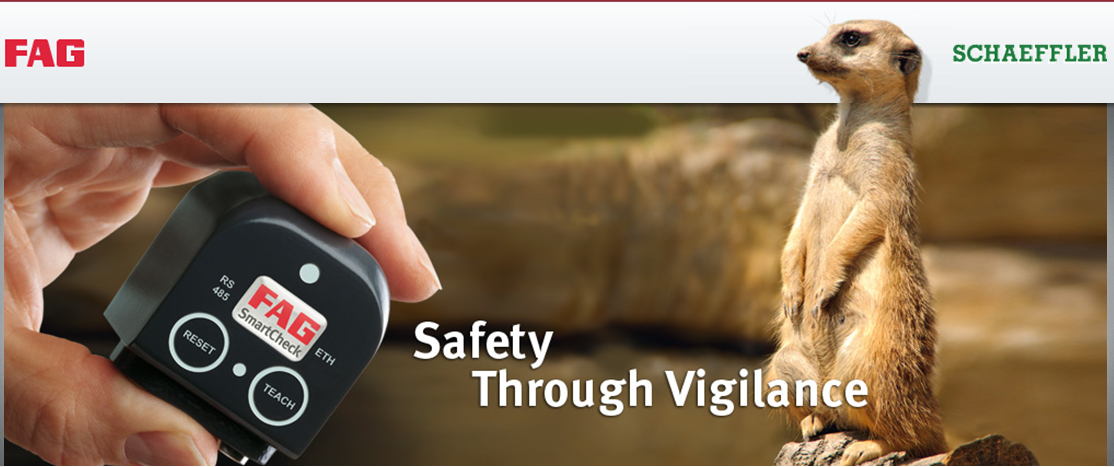 FAG
SCHAEFFLER
RS
485
FAG
SmartCheck
ETH
RESET
TEACH
Safety
Through Vigilance